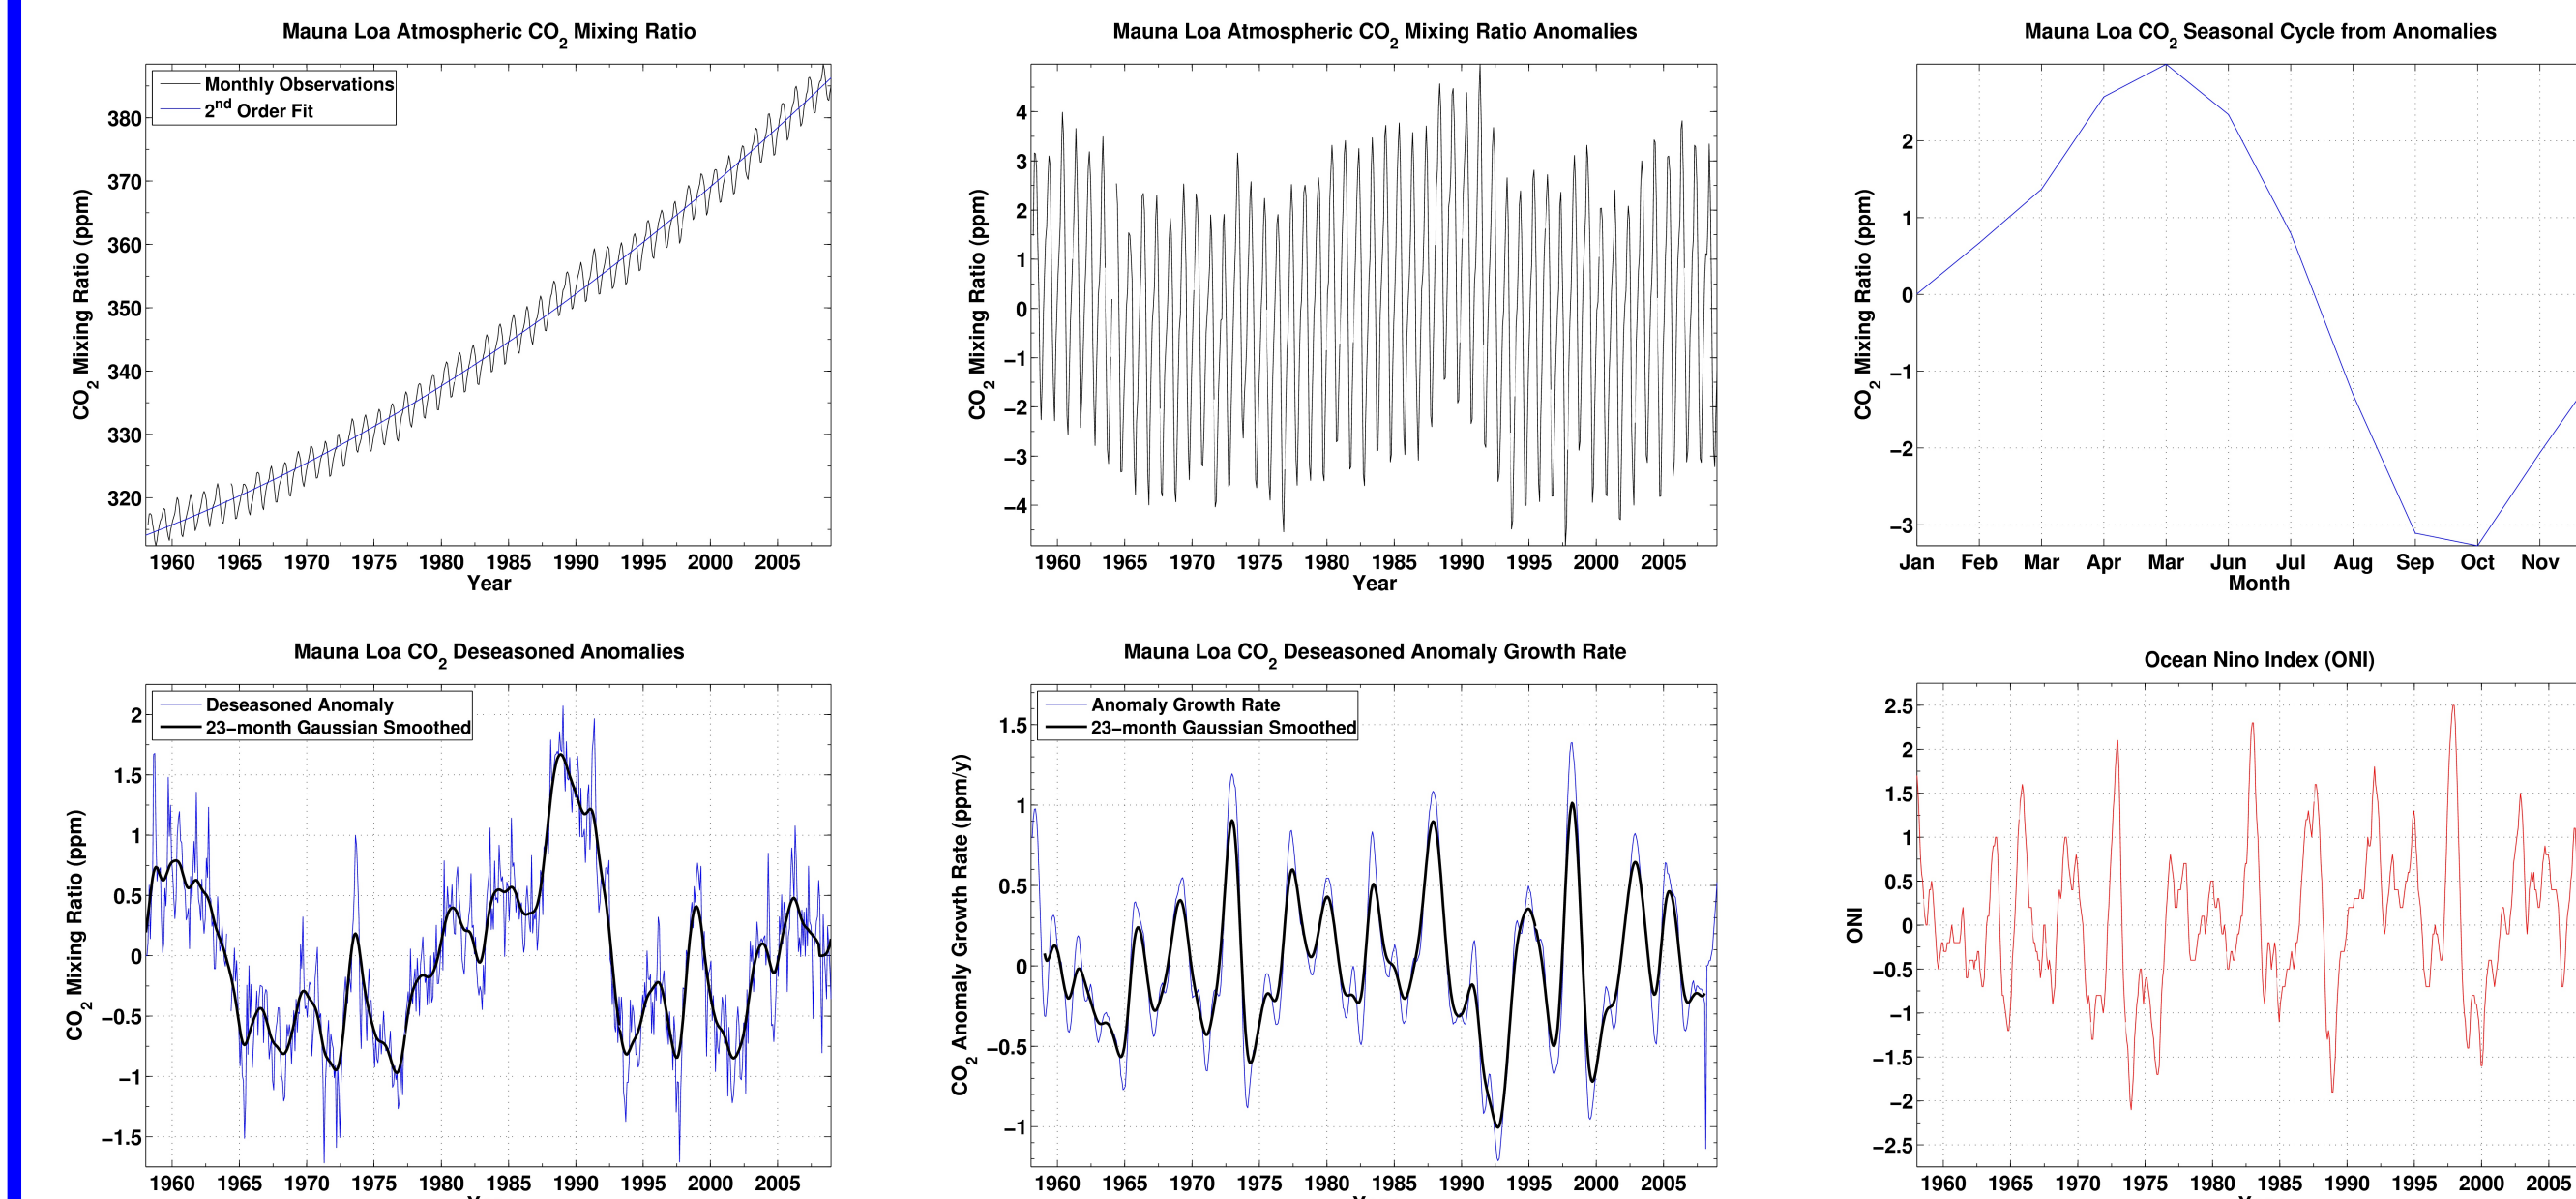 Mauna Loa Atmospheric CO2 Mixing Ratio
Monthly Observations
2nd Order Fit
CO2 Mixing Ratio (ppm)
380
370
360
350
340
330
320
1960 1965 1970 1975 1980 1985 1990 1995 2000 2005
Year
Mauna Loa Atmospheric CO2 Mixing Ratio Anomalies
CO2 Mixing Ratio (ppm)
4
3
2
1
0
−1
−2
−3
−4
1960 1965 1970 1975 1980 1985 1990 1995 2000 2005
Year
Mauna Loa CO2 Seasonal Cycle from Anomalies
CO2 Mixing Ratio (ppm)
2
1
0
−1
−2
−3
Jan Feb Mar Apr Mar Jun Jul Aug Sep Oct Nov
Month
Mauna Loa CO2 Deseasoned Anomalies
Deseasoned Anomaly
23−month Gaussian Smoothed
CO2 Mixing Ratio (ppm)
2
1.5
1
0.5
0
−0.5
−1
−1.5
1960 1965 1970 1975 1980 1985 1990 1995 2000 2005
Mauna Loa CO2 Deseasoned Anomaly Growth Rate
Anomaly Growth Rate
23−month Gaussian Smoothed
CO2 Anomaly Growth Rate (ppm/y)
1.5
1
0.5
0
−0.5
−1
1960 1965 1970 1975 1980 1985 1990 1995 2000 2005
Ocean Nino Index (ONI)
ONI
2.5
2
1.5
1
0.5
0
−0.5
−1
−1.5
−2
−2.5
1960 1965 1970 1975 1980 1985 1990 1995 2000 2005